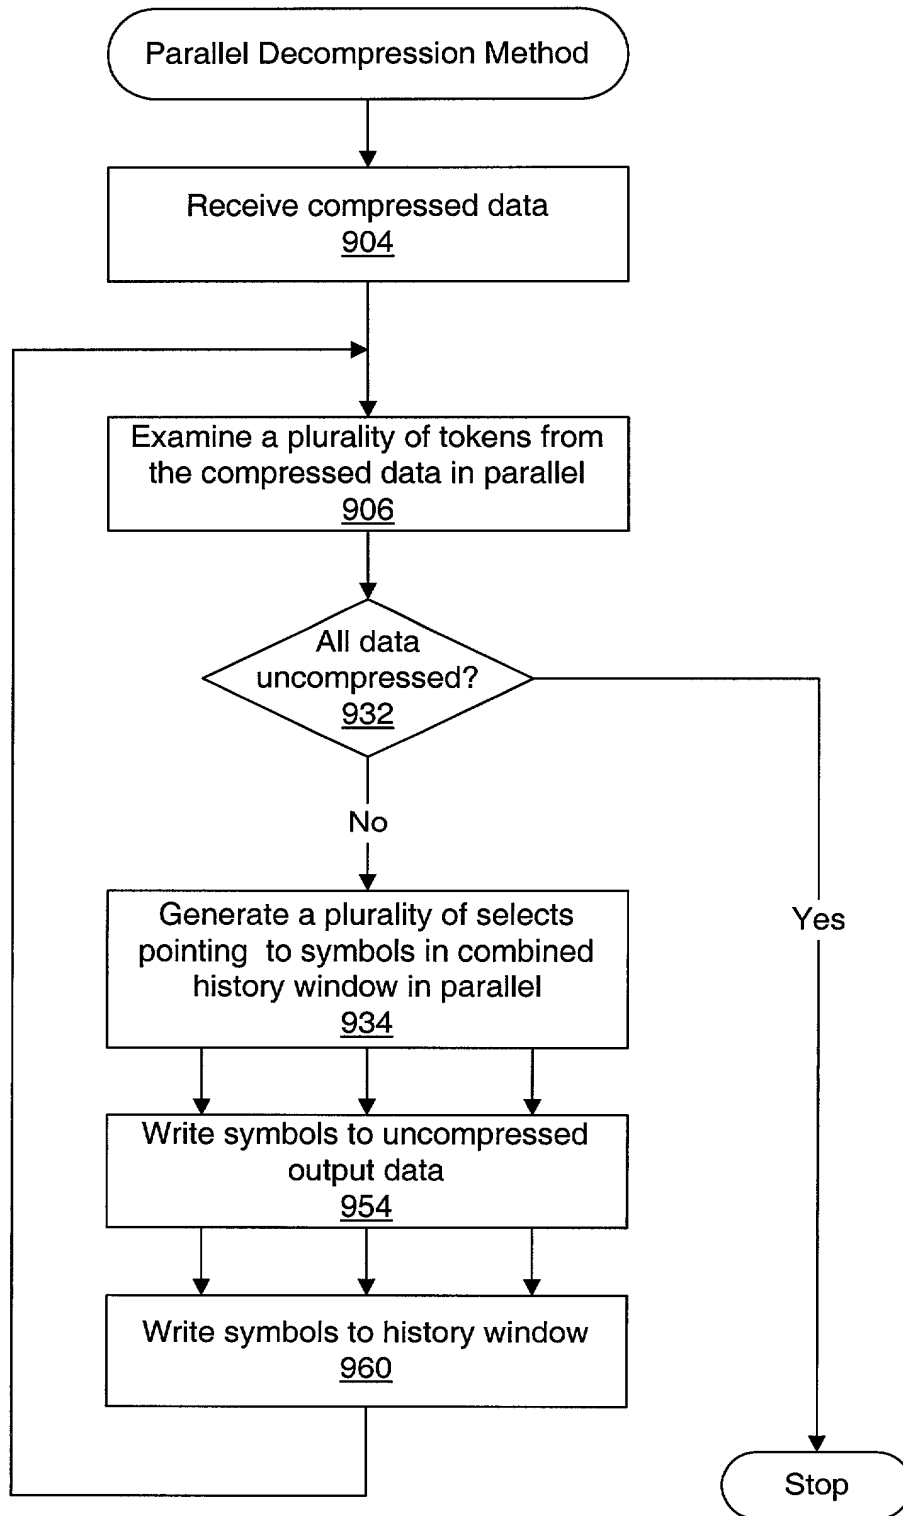 Parallel Decompression Method
Receive compressed data
904
Examine a plurality of tokens from
the compressed data in parallel
906
All data
uncompressed?
932
No
Yes
Generate a plurality of selects
pointing to symbols in combined
history window in parallel
934
Write symbols to uncompressed
output data
954
Write symbols to history window
960
Stop